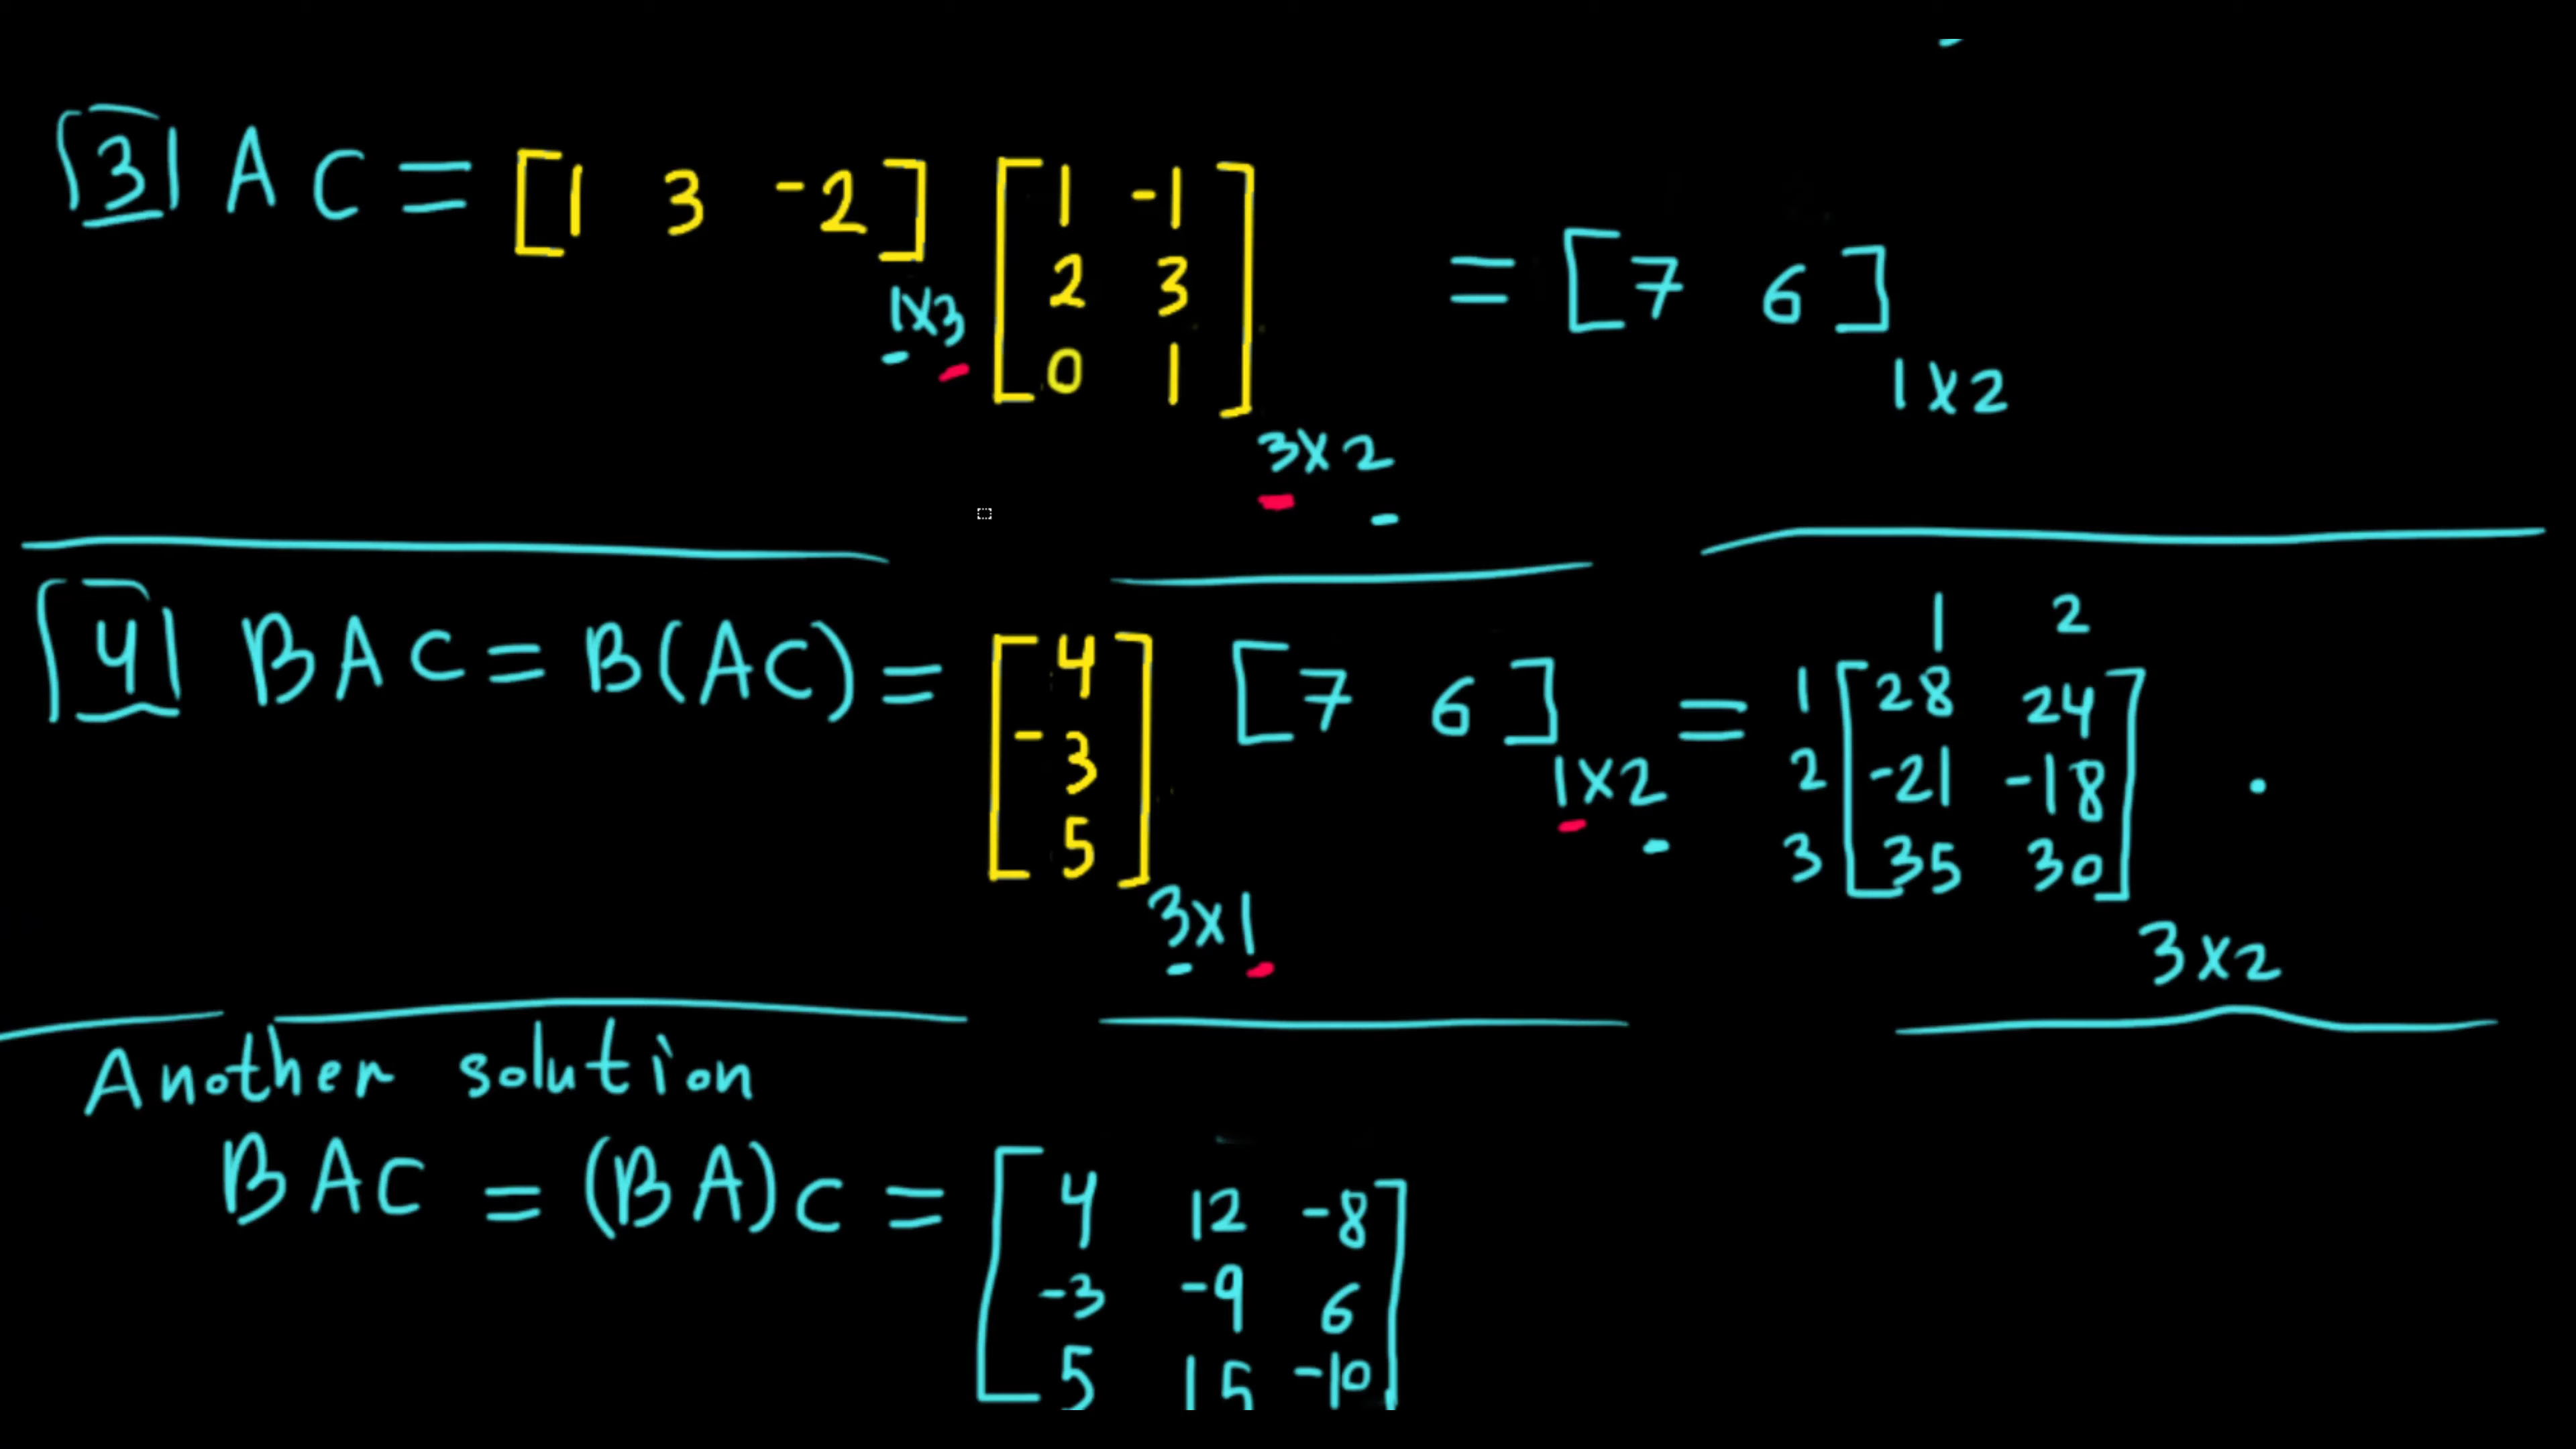 3 AC = [1 3 -2] [1 -1 = [7 6]
2 3
1x3
0 1
1x2
3x2
1 2
4 BAC = B(AC) = [4 [7 6] = 1 [28 24]
-3 1x2 2 -21 -18 .
5] 3 35 30]
3x1 3x2
Another solution
BAC = (BA)C = [4 12 -8]
-3 -9 6
5 15 -10